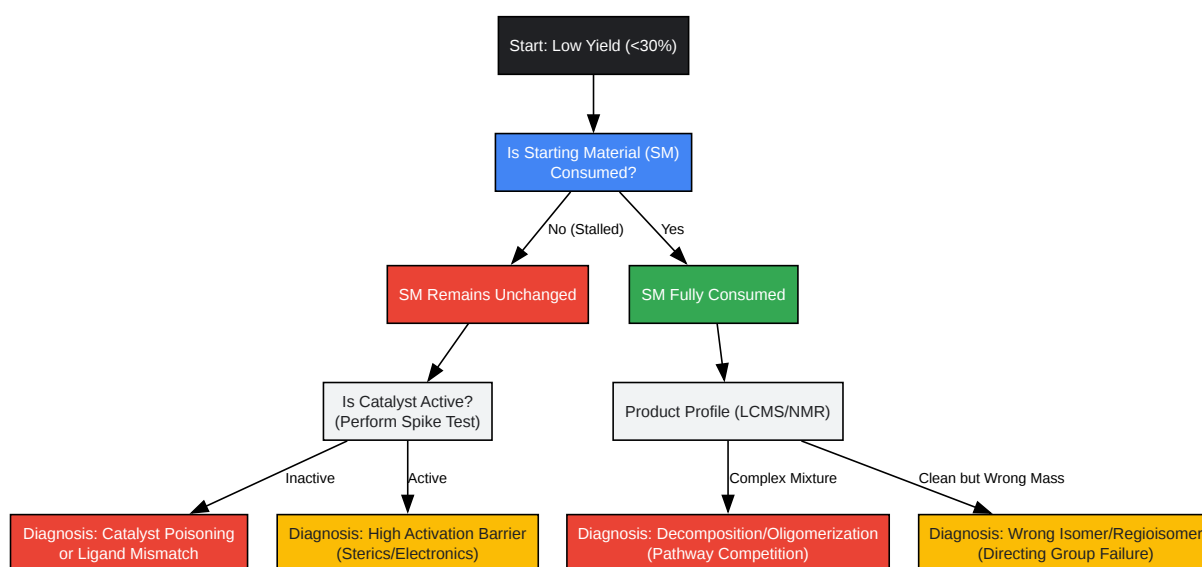 Start: Low Yield (<30%)
Is Starting Material (SM)
Consumed?
No (Stalled)
Yes
SM Remains Unchanged
SM Fully Consumed
Is Catalyst Active?
(Perform Spike Test)
Product Profile (LCMS/NMR)
Inactive
Active
Complex Mixture
Clean but Wrong Mass
Diagnosis: Catalyst Poisoning
or Ligand Mismatch
Diagnosis: High Activation Barrier
(Sterics/Electronics)
Diagnosis: Decomposition/Oligomerization
(Pathway Competition)
Diagnosis: Wrong Isomer/Regioisomer
(Directing Group Failure)